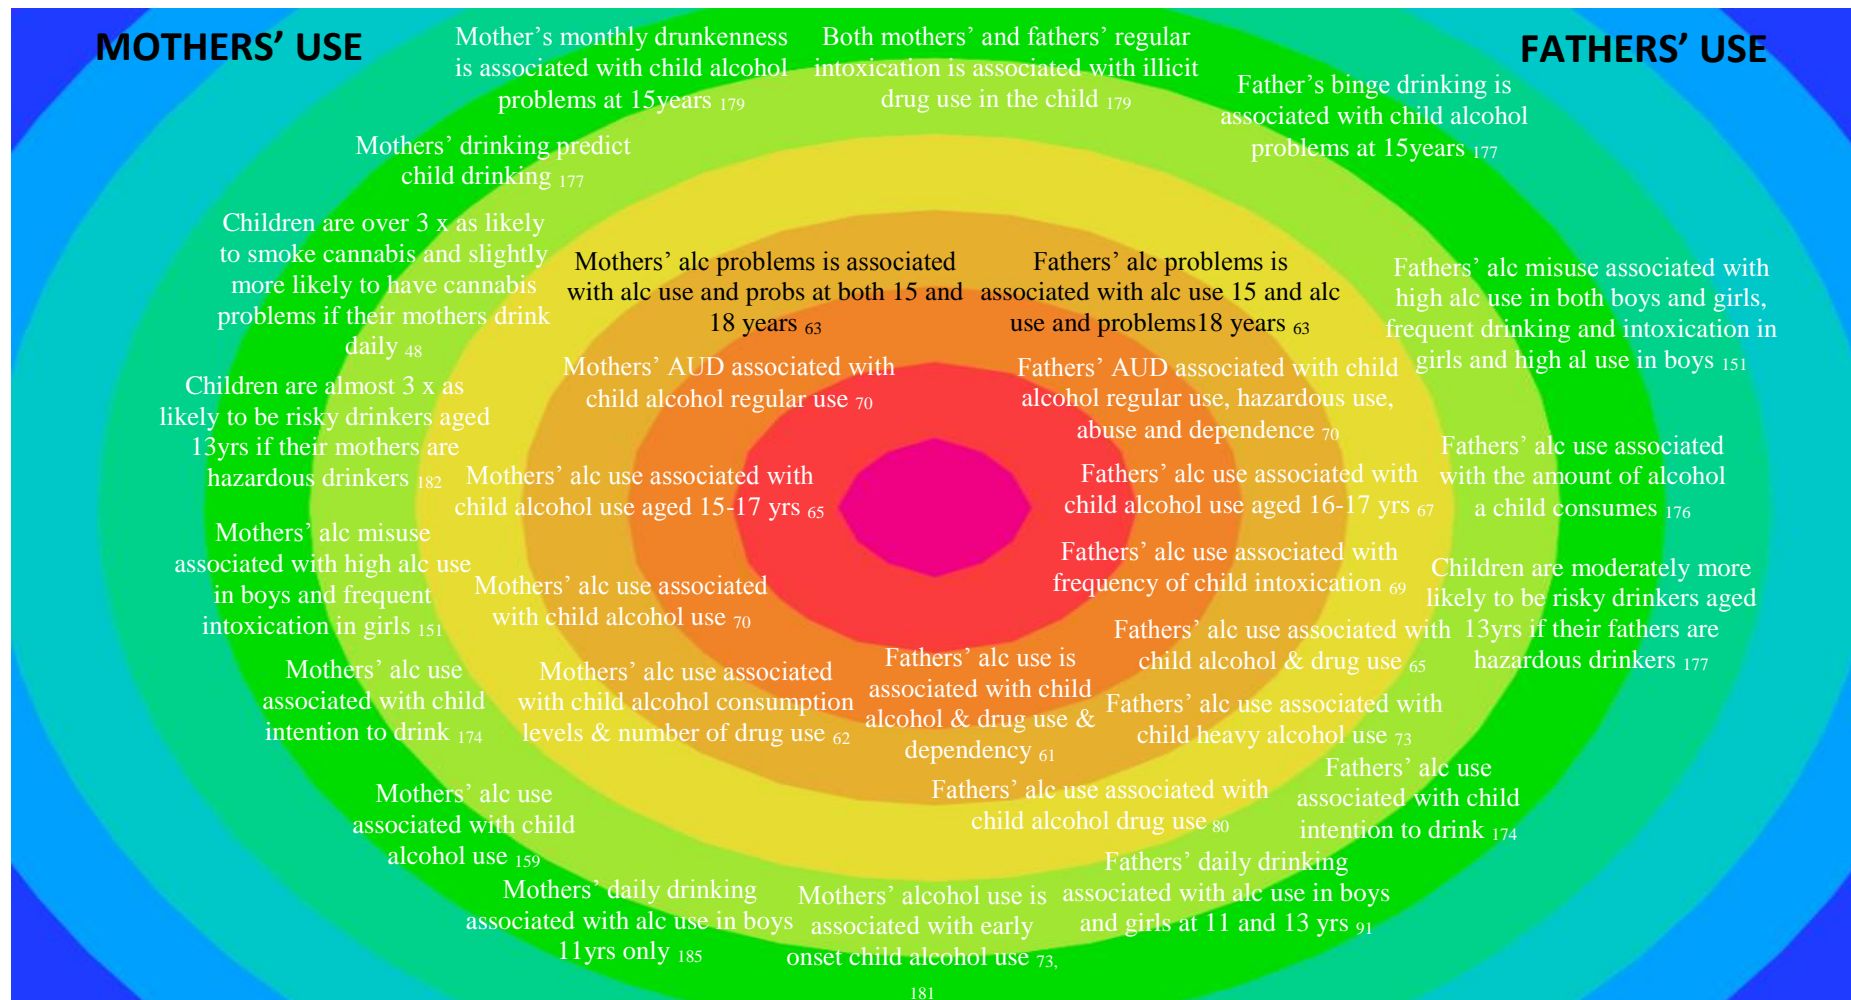 MOTHERS’ USE
Mother’s monthly drunkenness
is associated with child alcohol
problems at 15years 179
Both mothers’ and fathers’ regular
intoxication is associated with illicit
drug use in the child 179
FATHERS’ USE
Father’s binge drinking is
associated with child alcohol
problems at 15years 177
Mothers’ drinking predict
child drinking 177
Children are over 3 x as likely
to smoke cannabis and slightly
more likely to have cannabis
problems if their mothers drink
daily 48
Mothers’ alc problems is associated
with alc use and probs at both 15 and
18 years 63
Fathers’ alc problems is
associated with alc use 15 and alc
use and problems18 years 63
Fathers’ alc misuse associated with
high alc use in both boys and girls,
frequent drinking and intoxication in
girls and high al use in boys 151
Mothers’ AUD associated with
child alcohol regular use 70
Fathers’ AUD associated with child
alcohol regular use, hazardous use,
abuse and dependence 70
Children are almost 3 x as
likely to be risky drinkers aged
13yrs if their mothers are
hazardous drinkers 182
Mothers’ alc use associated with
child alcohol use aged 15-17 yrs 65
Fathers’ alc use associated with
child alcohol use aged 16-17 yrs 67
Fathers’ alc use associated
with the amount of alcohol
a child consumes 176
Mothers’ alc misuse
associated with high alc use
in boys and frequent
intoxication in girls 151
Mothers’ alc use associated
with child alcohol use 70
Fathers’ alc use associated with
frequency of child intoxication 69
Children are moderately more
likely to be risky drinkers aged
13yrs if their fathers are
hazardous drinkers 177
Fathers’ alc use associated with
child alcohol & drug use 65
Mothers’ alc use
associated with child
intention to drink 174
Mothers’ alc use associated
with child alcohol consumption
levels & number of drug use 62
Fathers’ alc use is
associated with child
alcohol & drug use &
dependency 61
Fathers’ alc use associated with
child heavy alcohol use 73
Fathers’ alc use
associated with child
intention to drink 174
Mothers’ alc use
associated with child
alcohol use 159
Fathers’ alc use associated with
child alcohol drug use 80
Mothers’ daily drinking
associated with alc use in boys
11yrs only 185
Mothers’ alcohol use is
associated with early
onset child alcohol use 73,
181
Fathers’ daily drinking
associated with alc use in boys
and girls at 11 and 13 yrs 91